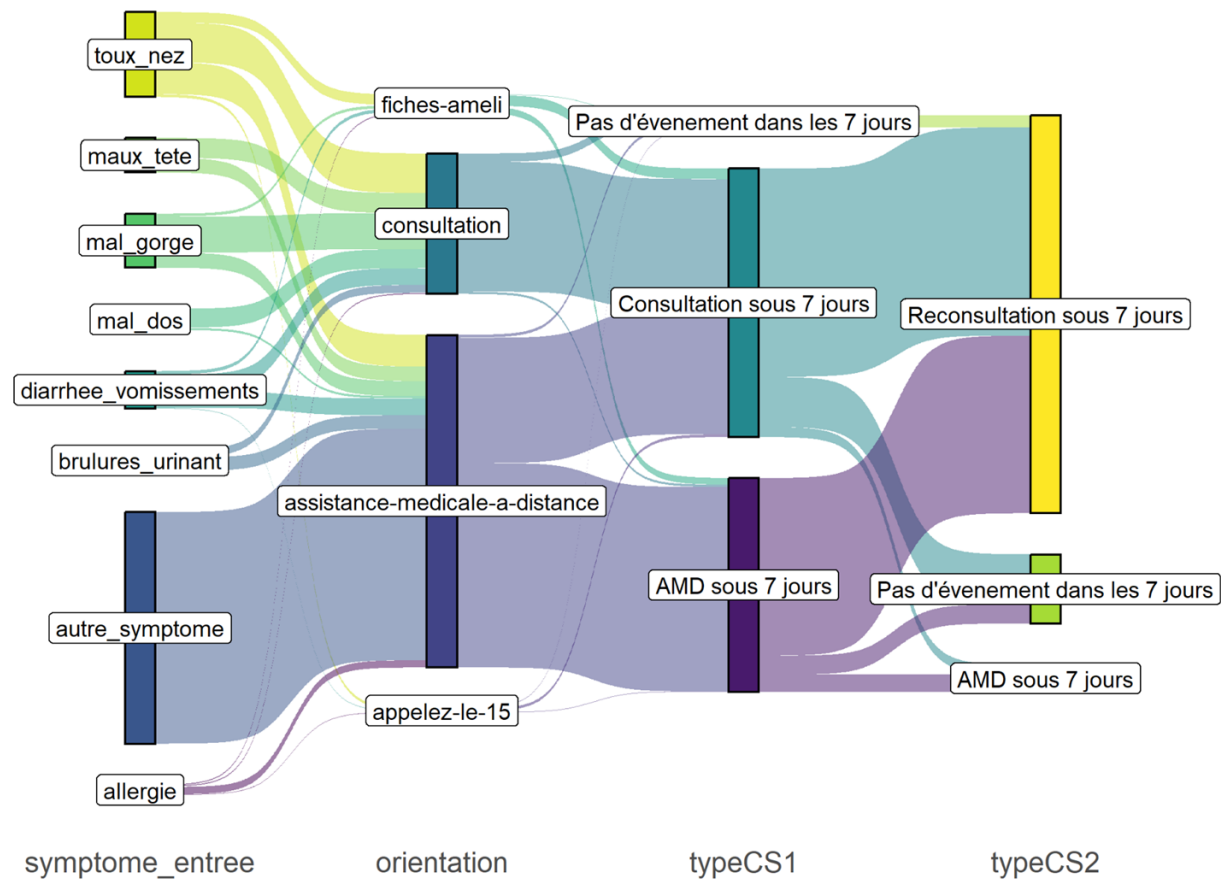 toux_nez
maux_tete
mal_gorge
mal_dos
diarrhee_vomissements
brulures_urinant
autre_symptome
allergie
fiches-ameli
consultation
assistance-medicale-a-distance
appelez-le-15
Pas d'évenement dans les 7 jours
Consultation sous 7 jours
AMD sous 7 jours
Reconsultation sous 7 jours
Pas d'évenement dans les 7 jours
AMD sous 7 jours
symptome_entree
orientation
typeCS1
typeCS2